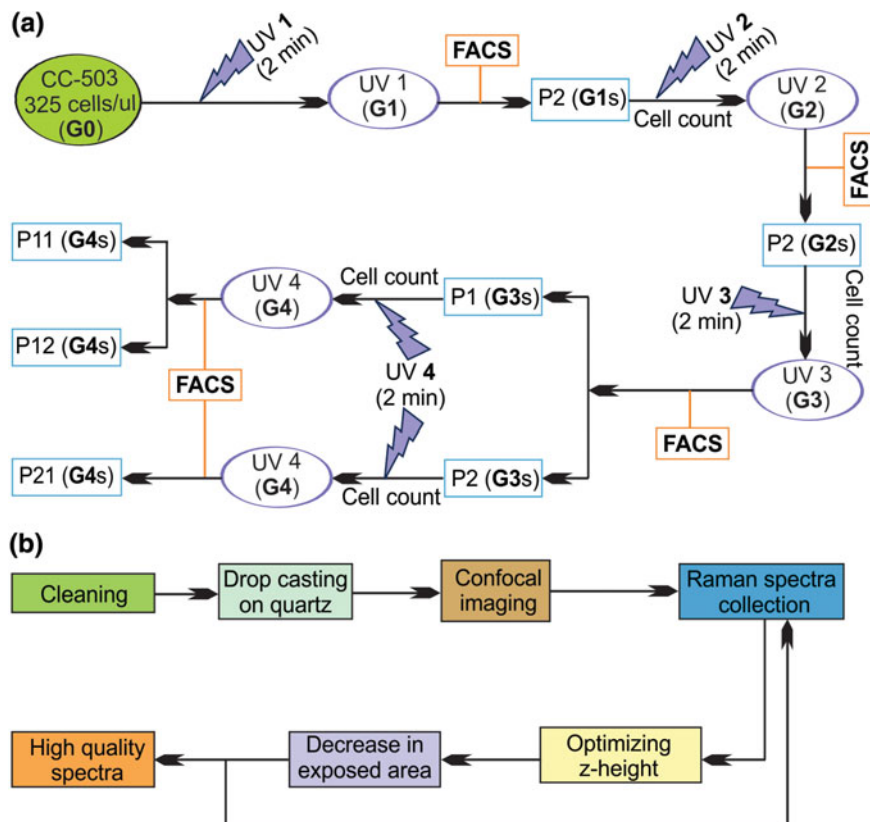 (a)
CC-503
325 cells/ul
(G0)
UV 1
(2 min)
UV 1
(G1)
FACS
P2 (G1s)
UV 2
(2 min)
Cell count
UV 2
(G2)
FACS
P2 (G2s)
Cell count
UV 3
(2 min)
UV 3
(G3)
FACS
P1 (G3s)
Cell count
UV 4
(G4)
P11 (G4s)
P12 (G4s)
FACS
UV 4
(2 min)
P2 (G3s)
Cell count
UV 4
(G4)
P21 (G4s)
(b)
Cleaning
Drop casting
on quartz
Confocal
imaging
Raman spectra
collection
Optimizing
z-height
Decrease in
exposed area
High quality
spectra